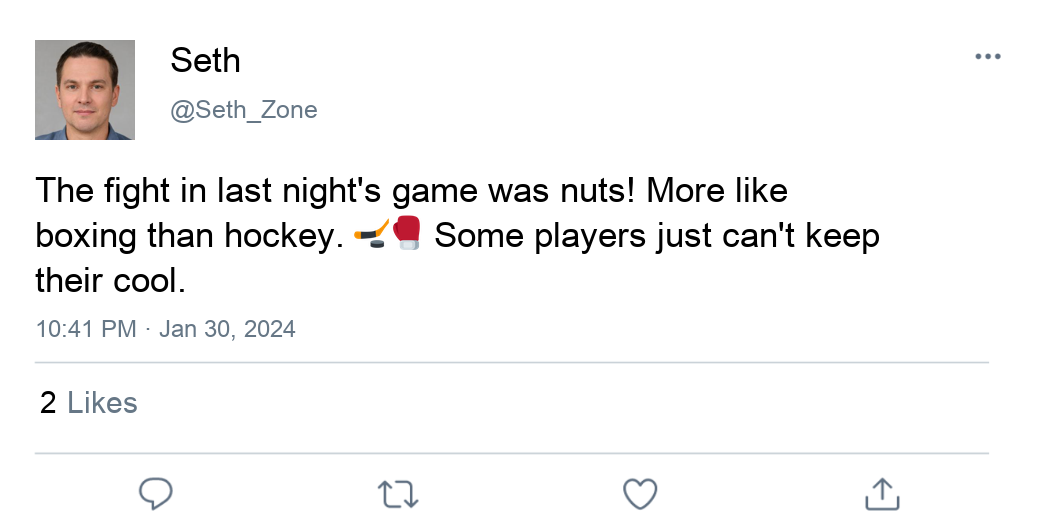 Seth
@Seth_Zone
The fight in last night's game was nuts! More like
boxing than hockey. 🏒🥊 Some players just can't keep
their cool.
10:41 PM · Jan 30, 2024
2 Likes